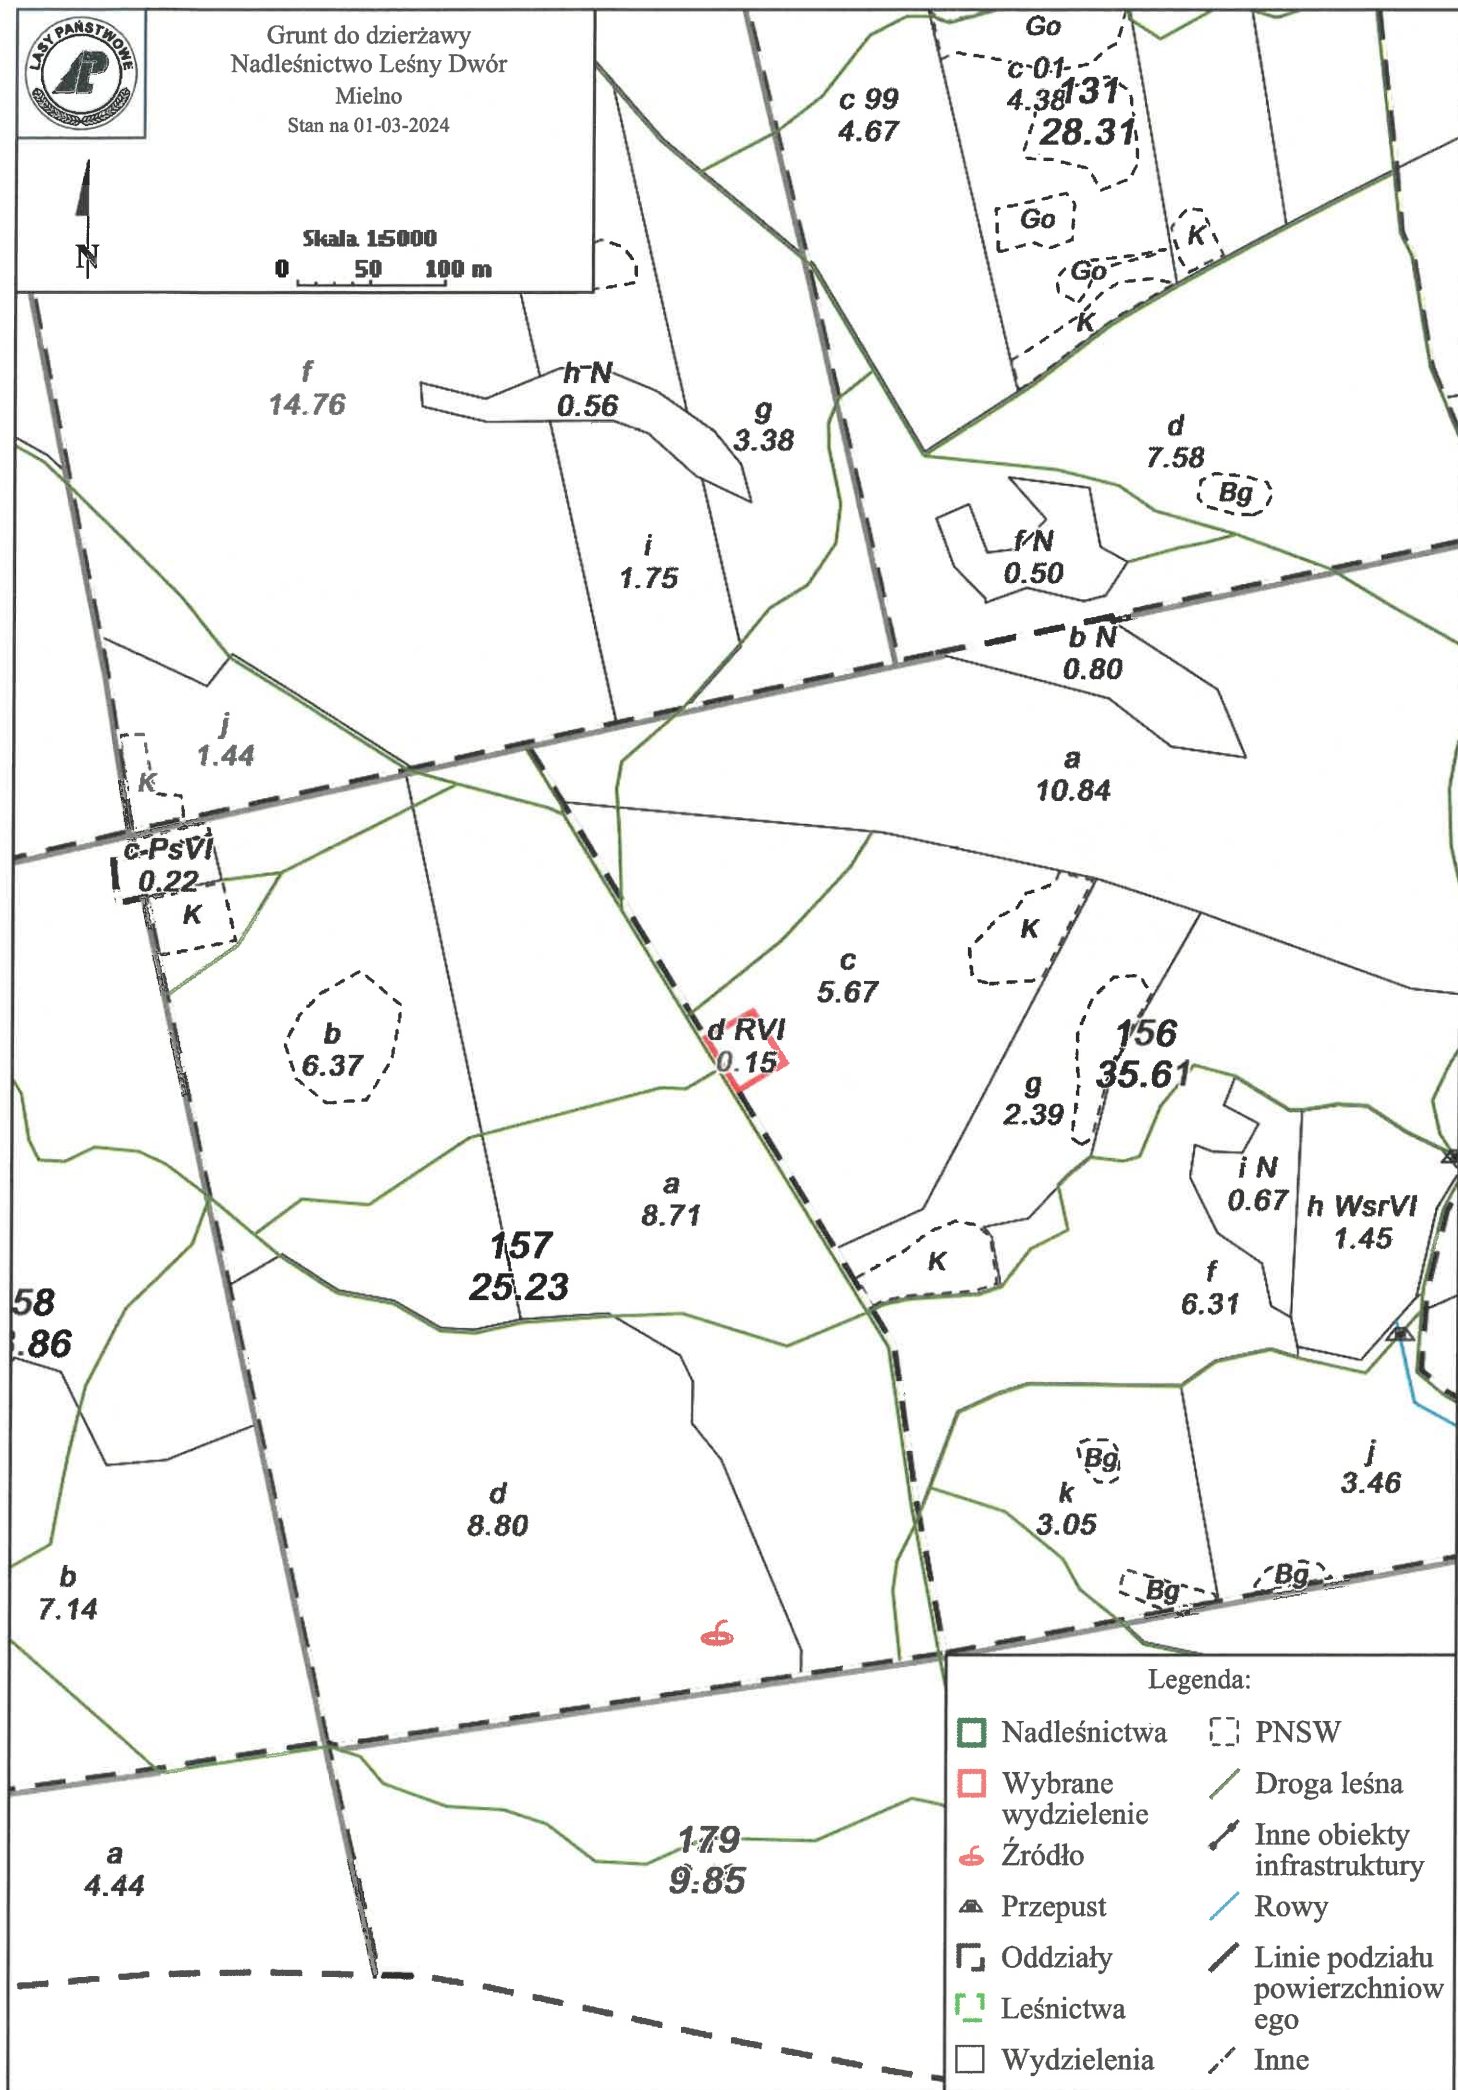 LASY PAŃSTWOWE
Grunt do dzierżawy
Nadleśnictwo Leśny Dwór
Mielno
Stan na 01-03-2024
N
Skala 1:5000
0 50 100 m
Go
c 01
4.38
131
28.31
c 99
4.67
Go
K
Go
K
f
14.76
h N
0.56
g
3.38
d
7.58
Bg
i
1.75
f N
0.50
b N
0.80
j
1.44
K
a
10.84
c-PsVI
0.22
K
K
c
5.67
b
6.37
d RVI
0.15
156
35.61
g
2.39
i N
0.67
h WsrVI
1.45
a
8.71
157
25.23
K
f
6.31
58
.86
Bg
j
3.46
k
3.05
d
8.80
b
7.14
Bg
Bg
179
9.85
a
4.44
Legenda:
Nadleśnictwa
Wybrane
wydzielenie
Źródło
Przepust
Oddziały
Leśnictwa
Wydzielenia
PNSW
Droga leśna
Inne obiekty
infrastruktury
Rowy
Linie podziału
powierzchniow
ego
Inne